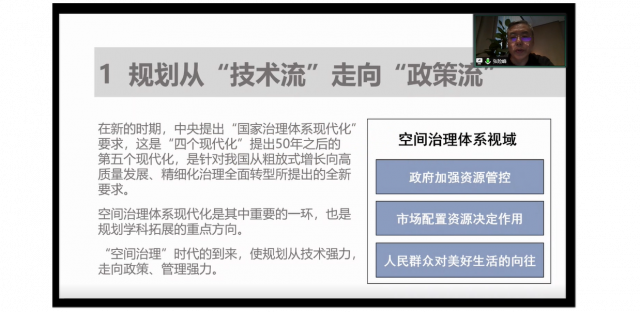 1 规划从“技术流”走向“政策流”
在新的时期，中央提出“国家治理体系现代化”
要求，这是“四个现代化”提出50年之后的
第五个现代化，是针对我国从粗放式增长向高
质量发展、精细化治理全面转型所提出的全新
要求。
空间治理体系现代化是其中重要的一环，也是
规划学科拓展的重点方向。
“空间治理”时代的到来，使规划从技术强力，
走向政策、管理强力。
空间治理体系视域
政府加强资源管控
市场配置资源决定作用
人民群众对美好生活的向往